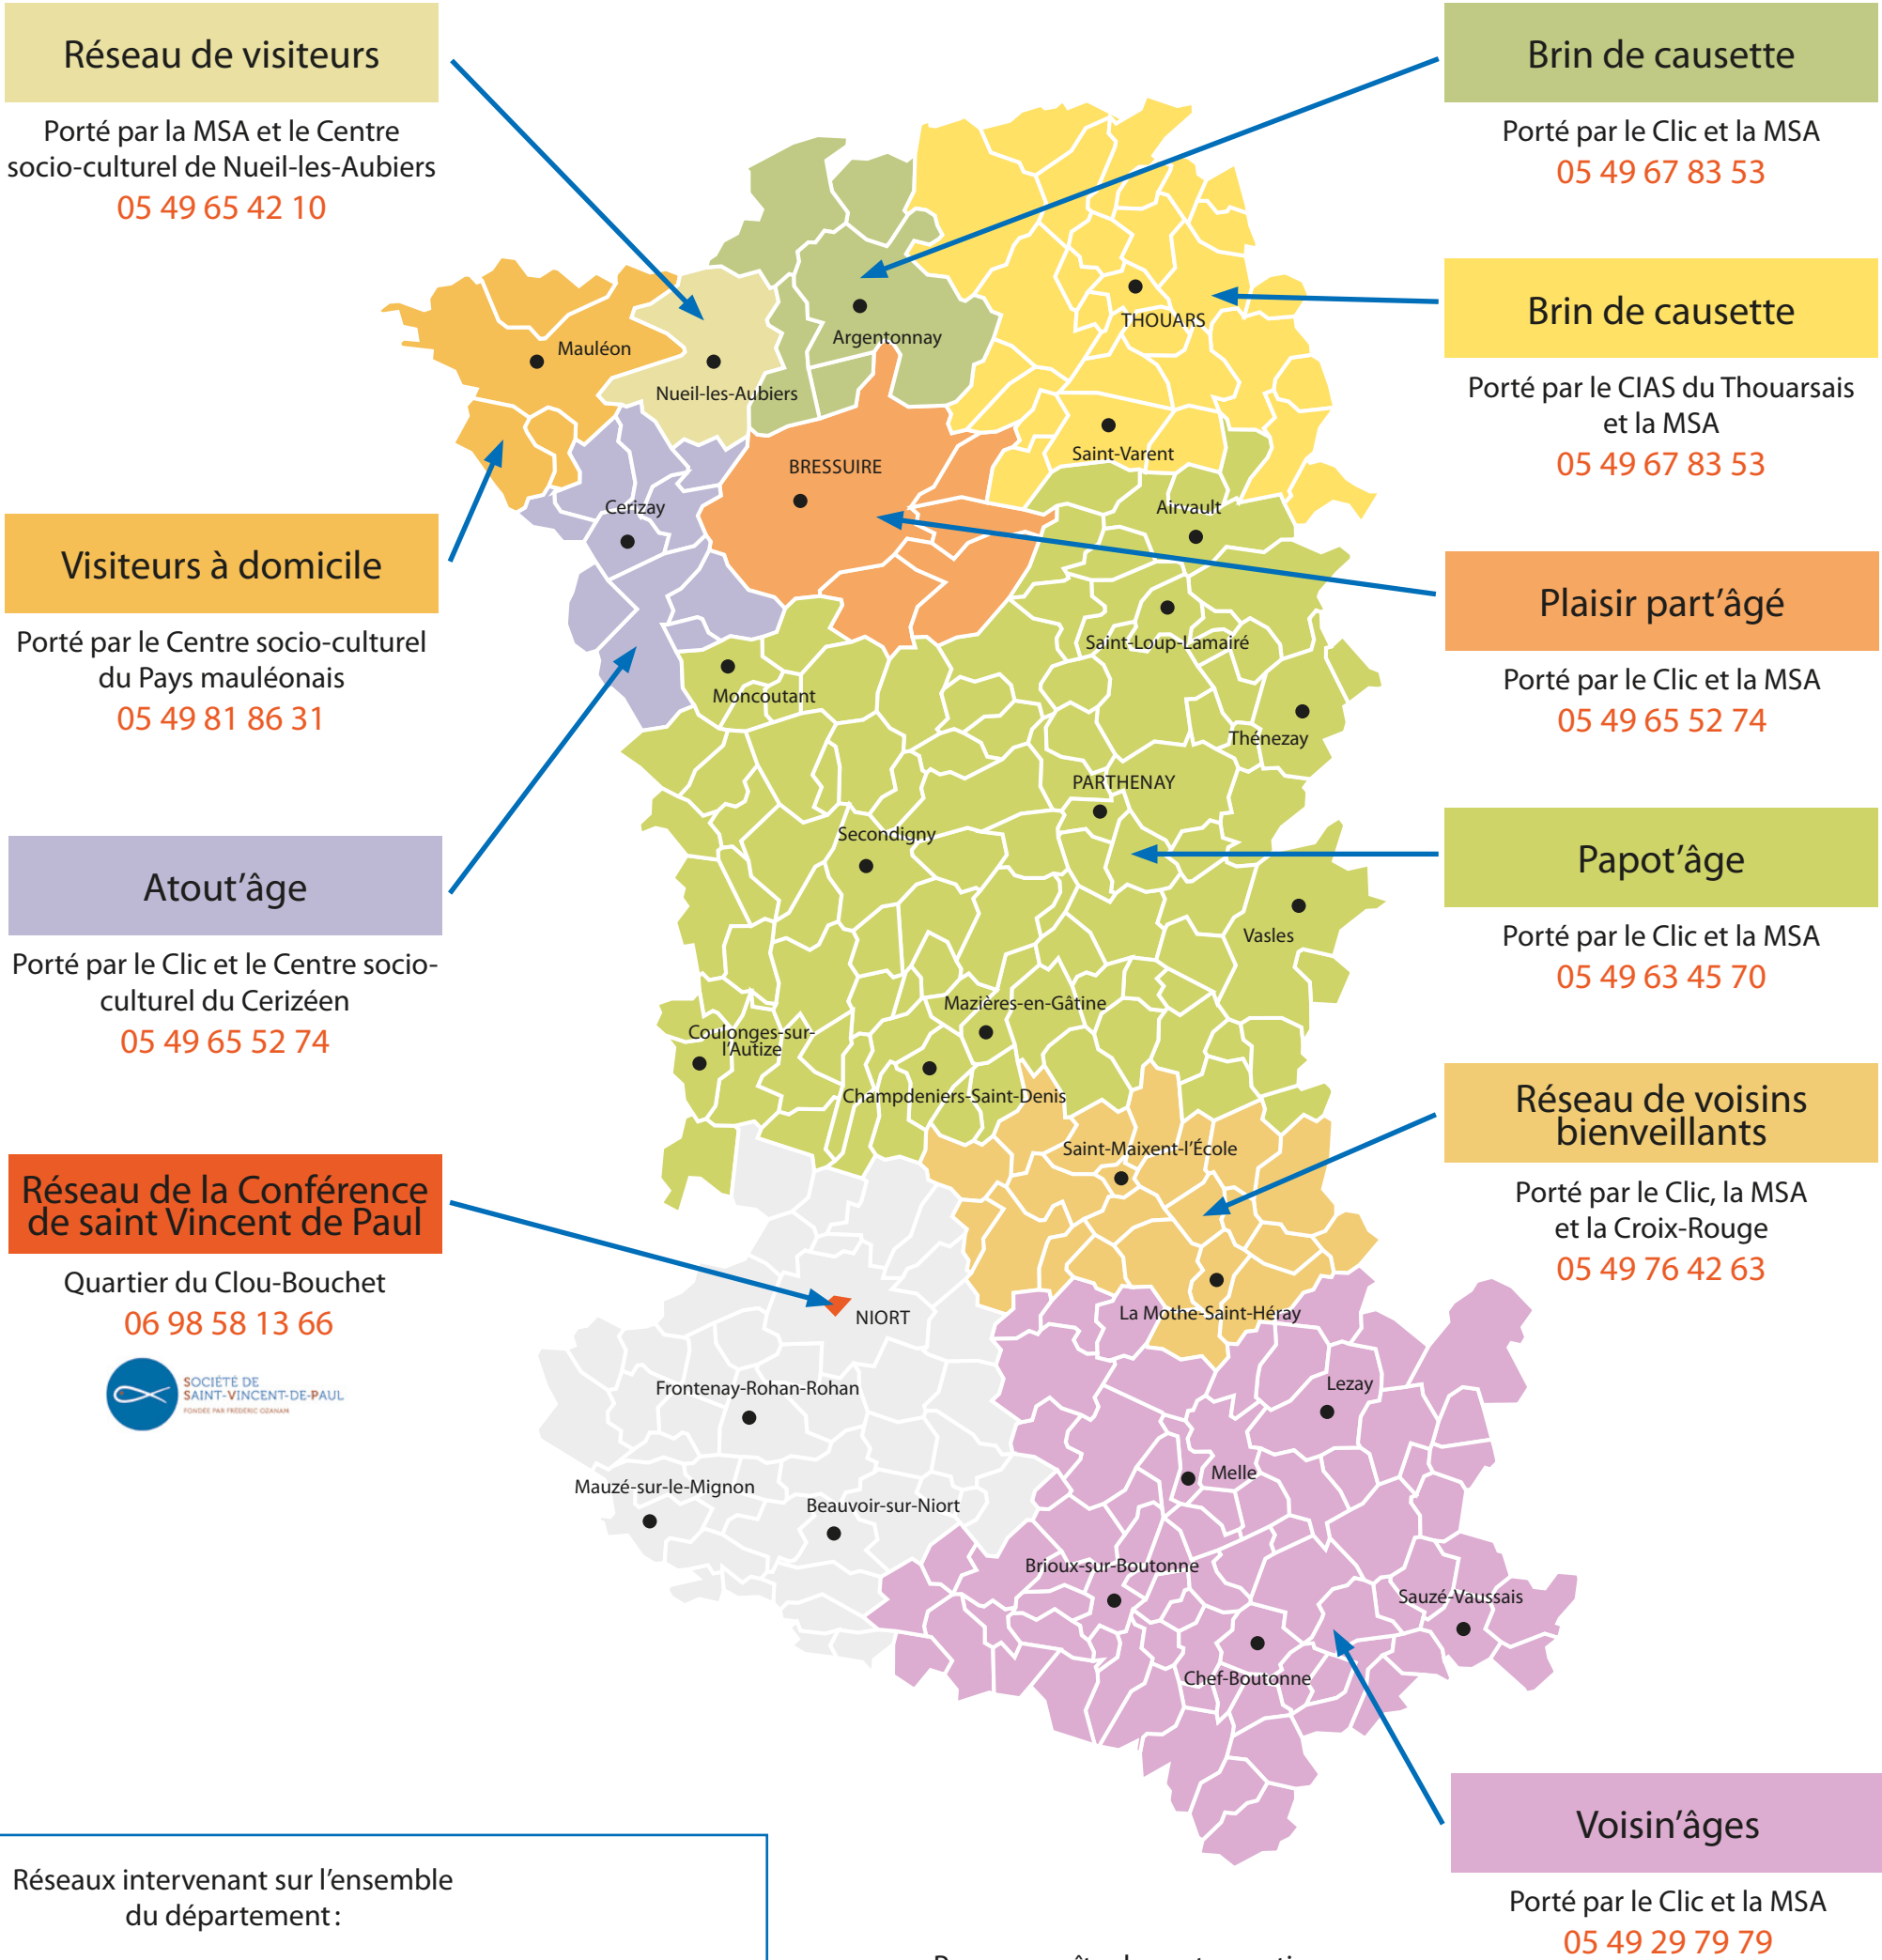 Réseau de visiteurs
Porté par la MSA et le Centre
socio-culturel de Nueil-les-Aubiers
05 49 65 42 10
Visiteurs à domicile
Porté par le Centre socio-culturel
du Pays mauléonais
05 49 81 86 31
Atout’âge
Porté par le Clic et le Centre socio-
culturel du Cerizéen
05 49 65 52 74
Réseau de la Conférence
de saint Vincent de Paul
Quartier du Clou-Bouchet
06 98 58 13 66
SOCIÉTÉ DE
SAINT-VINCENT-DE-PAUL
FONDÉE PAR FRÉDÉRIC OZANAM
Brin de causette
Porté par le Clic et la MSA
05 49 67 83 53
Brin de causette
Porté par le CIAS du Thouarsais
et la MSA
05 49 67 83 53
Plaisir part’âgé
Porté par le Clic et la MSA
05 49 65 52 74
Papot’âge
Porté par le Clic et la MSA
05 49 63 45 70
Réseau de voisins
bienveillants
Porté par le Clic, la MSA
et la Croix-Rouge
05 49 76 42 63
Voisin’âges
Porté par le Clic et la MSA
05 49 29 79 79
Mauléon
Nueil-les-Aubiers
Argentonnay
THOUARS
Saint-Varent
BRESSUIRE
Cerizay
Airvault
Saint-Loup-Lamairé
Moncoutant
Thénezay
PARTHENAY
Secondigny
Vasles
Mazières-en-Gâtine
Coulonges-sur-
l’Autize
Champdeniers-Saint-Denis
Saint-Maixent-l’École
La Mothe-Saint-Héray
NIORT
Frontenay-Rohan-Rohan
Lezay
Melle
Mauzé-sur-le-Mignon
Beauvoir-sur-Niort
Brioux-sur-Boutonne
Sauzé-Vaussais
Chef-Boutonne
Réseaux intervenant sur l’ensemble
du département :